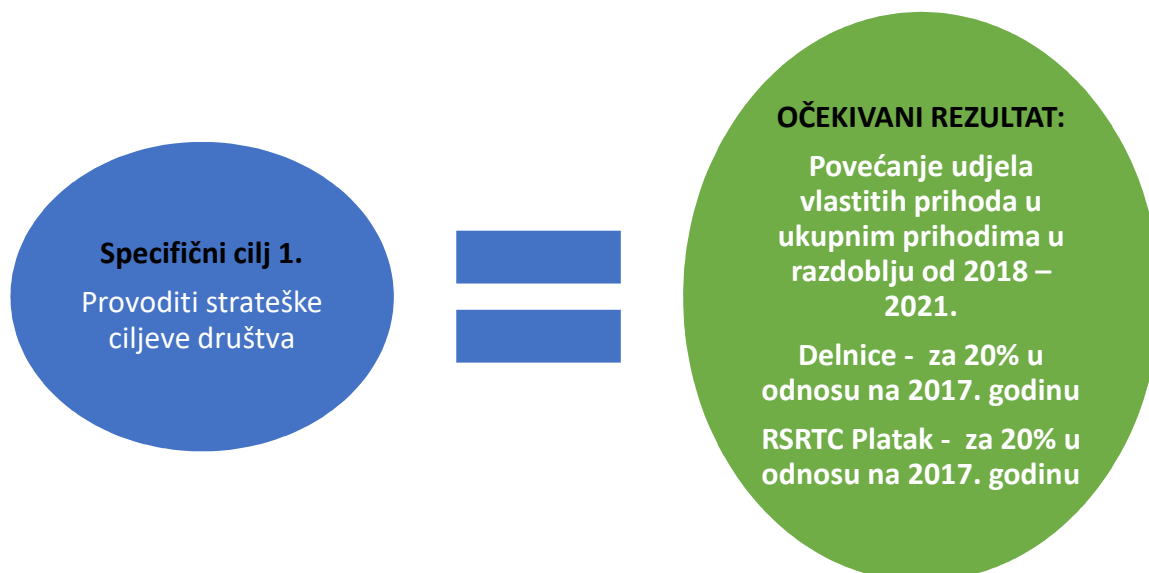 Specifični cilj 1.
Provoditi strateške
ciljeve društva
OČEKIVANI REZULTAT:
Povećanje udjela
vlastitih prihoda u
ukupnim prihodima u
razdoblju od 2018 –
2021.
Delnice -  za 20% u
odnosu na 2017. godinu
RSRTC Platak -  za 20% u
odnosu na 2017. godinu